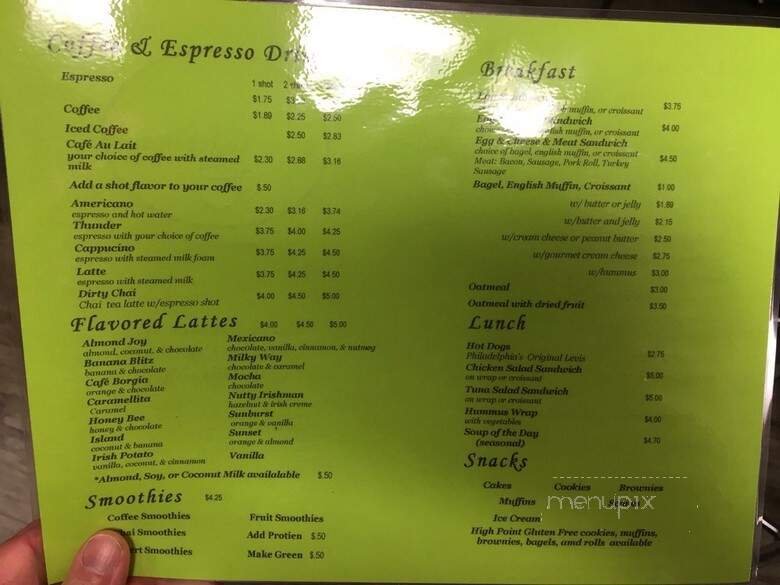 Coffee & Espresso
Espresso 1 shot 2
$1.75
Coffee $1.89 $2.25 $2.50
Iced Coffee $2.50 $2.83
Café Au Lait
your choice of coffee with steamed milk $2.30 $2.88 $3.16
Add a shot flavor to your coffee $.50
Americano $2.30 $3.16 $3.74
espresso and hot water
Thunder $3.75 $4.00 $4.25
espresso with your choice of coffee
Cappucino $3.75 $4.25 $4.50
espresso with steamed milk foam
Latte $3.75 $4.25 $4.50
espresso with steamed milk
Dirty Chai $4.00 $4.50 $5.00
Chai tea latte w/espresso shot
Flavored Lattes $4.00 $4.50 $5.00
Almond Joy
almond, coconut, & chocolate
Banana Blitz
banana & chocolate
Café Borgia
orange & chocolate
Caramellita
Caramel
Honey Bee
honey & chocolate
Island
coconut & banana
Irish Potato
vanilla, coconut, & cinnamon
Mexicano
chocolate, vanilla, cinnamon, & nutmeg
Milky Way
chocolate & caramel
Mocha
chocolate
Nutty Irishman
hazelnut & irish creme
Sunburst
orange & vanilla
Sunset
orange & almond
Vanilla
*Almond, Soy, or Coconut Milk availalable $.50
Smoothies $4.25
Coffee Smoothies Fruit Smoothies
Smoothies Add Protien $.50
Smoothies Make Green $.50
Breakfast
muffin, or croissant $3.75
Sandwich $4.00
muffin, or croissant
Egg & Cheese & Meat Sandwich
choice of bagel, english muffin, or croissant $4.50
Meat: Bacon, Sausage, Pork Roll, Turkey
Sausage
Bagel, English Muffin, Croissant $1.00
w/ butter or jelly $1.89
w/butter and jelly $2.15
w/cream cheese or peanut butter $2.50
w/gourmet cream cheese $2.75
w/hummus $3.00
Oatmeal $3.00
Oatmeal with dried fruit $3.50
Lunch
Hot Dogs
Philadelphia's Original Levis $2.75
Chicken Salad Sandwich
on wrap or croissant $5.00
Tuna Salad Sandwich
on wrap or croissant $5.00
Hummus Wrap
with vegetables $4.00
Soup of the Day
(seasonal) $4.70
Snacks
Cakes Cookies Brownies
Muffins
menupix
Ice Cream
High Point Gluten Free cookies, muffins,
brownies, bagels, amd rolls available